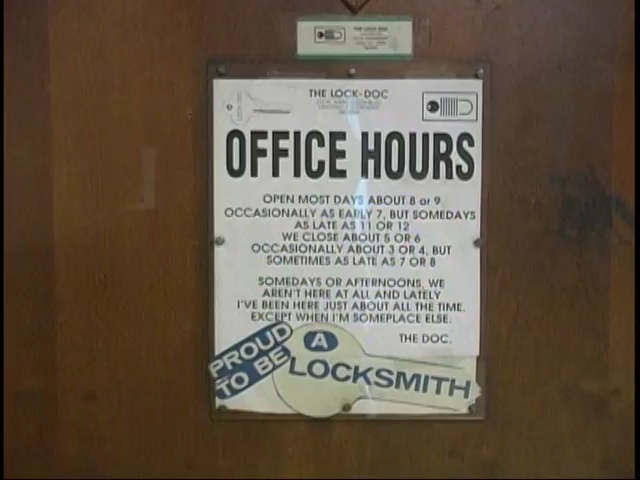 THE LOCK-DOC
OFFICE HOURS
OPEN MOST DAYS ABOUT 8 or 9
OCCASIONALLY AS EARLY 7, BUT SOMEDAYS
AS LATE AS 11 OR 12
WE CLOSE ABOUT 5 OR 6
OCCASIONALLY ABOUT 3 OR 4, BUT
SOMETIMES AS LATE AS 7 OR 8
SOMEDAYS OR AFTERNOONS, WE
AREN'T HERE AT ALL AND LATELY
I'VE BEEN HERE JUST ABOUT ALL THE TIME.
EXCEPT WHEN I'M SOMEPLACE ELSE.
THE DOC.
PROUD
TO BE
A
LOCKSMITH